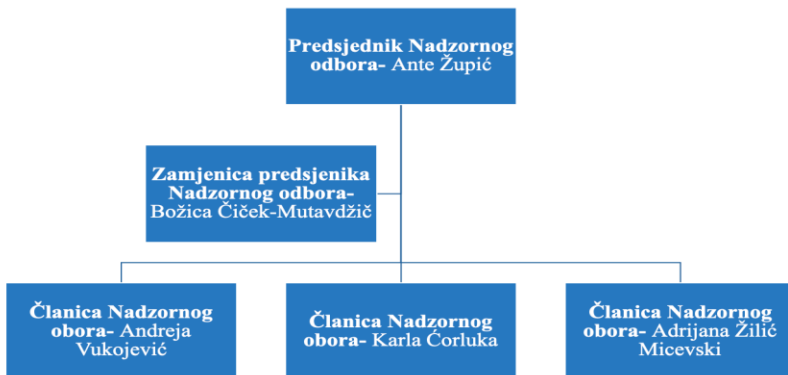 Predsjednik Nadzornog
odbora- Ante Župić
Zamjenica predsjenika
Nadzornog odbora-
Božica Čiček-Mutavdžič
Članica Nadzornog
obora- Andreja
Vukojević
Članica Nadzornog
obora- Karla Ćorluka
Članica Nadzornog
obora- Adrijana Žilić
Micevski